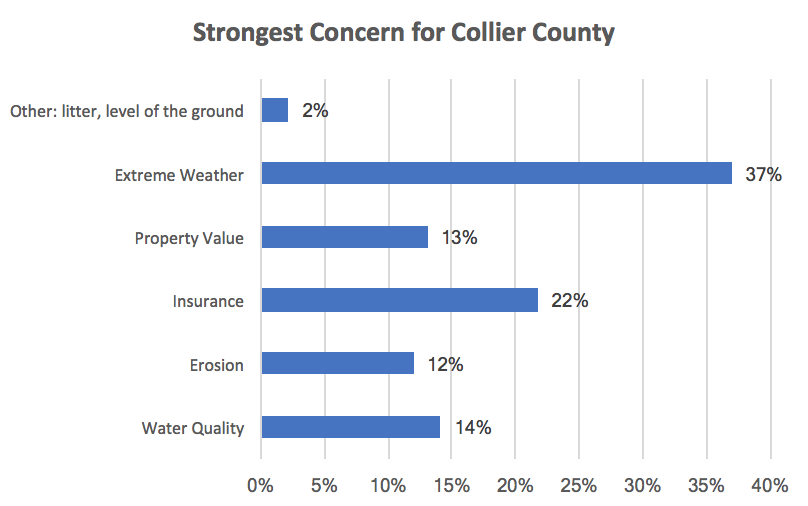 Strongest Concern for Collier County
Other: litter, level of the ground
2%
Extreme Weather
37%
Property Value
13%
Insurance
22%
Erosion
12%
Water Quality
14%
0% 5% 10% 15% 20% 25% 30% 35% 40%